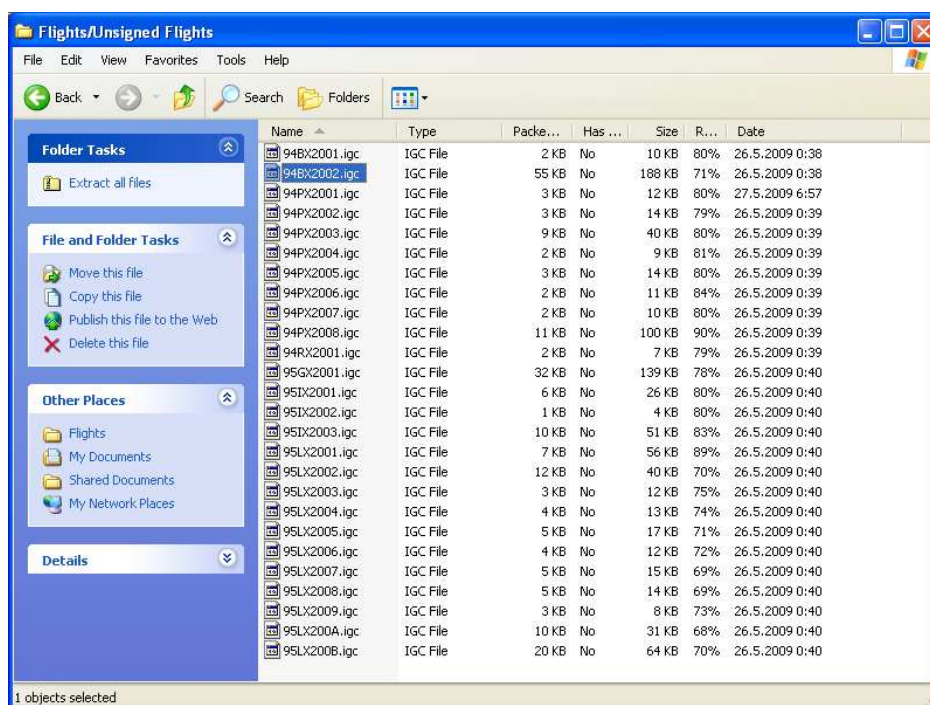 Flights/Unsigned Flights
File Edit View Favorites Tools Help
Back Search Folders
Folder Tasks
Extract all files
File and Folder Tasks
Move this file
Copy this file
Publish this file to the Web
Delete this file
Other Places
Flights
My Documents
Shared Documents
My Network Places
Details
Name Type Packe... Has ... Size R... Date
94BX2001.igc IGC File 2 KB No 10 KB 80% 26.5.2009 0:38
94BX2002.igc IGC File 55 KB No 188 KB 71% 26.5.2009 0:38
94PX2001.igc IGC File 3 KB No 12 KB 80% 27.5.2009 6:57
94PX2002.igc IGC File 3 KB No 14 KB 79% 26.5.2009 0:39
94PX2003.igc IGC File 9 KB No 40 KB 80% 26.5.2009 0:39
94PX2004.igc IGC File 2 KB No 9 KB 81% 26.5.2009 0:39
94PX2005.igc IGC File 3 KB No 14 KB 80% 26.5.2009 0:39
94PX2006.igc IGC File 2 KB No 11 KB 84% 26.5.2009 0:39
94PX2007.igc IGC File 2 KB No 10 KB 80% 26.5.2009 0:39
94PX2008.igc IGC File 11 KB No 100 KB 90% 26.5.2009 0:39
94RX2001.igc IGC File 2 KB No 7 KB 79% 26.5.2009 0:39
95GX2001.igc IGC File 32 KB No 139 KB 78% 26.5.2009 0:40
95IX2001.igc IGC File 6 KB No 26 KB 80% 26.5.2009 0:40
95IX2002.igc IGC File 1 KB No 4 KB 80% 26.5.2009 0:40
95IX2003.igc IGC File 10 KB No 51 KB 83% 26.5.2009 0:40
95LX2001.igc IGC File 7 KB No 56 KB 89% 26.5.2009 0:40
95LX2002.igc IGC File 12 KB No 40 KB 70% 26.5.2009 0:40
95LX2003.igc IGC File 3 KB No 12 KB 75% 26.5.2009 0:40
95LX2004.igc IGC File 4 KB No 13 KB 74% 26.5.2009 0:40
95LX2005.igc IGC File 5 KB No 17 KB 71% 26.5.2009 0:40
95LX2006.igc IGC File 4 KB No 12 KB 72% 26.5.2009 0:40
95LX2007.igc IGC File 5 KB No 15 KB 69% 26.5.2009 0:40
95LX2008.igc IGC File 5 KB No 14 KB 69% 26.5.2009 0:40
95LX2009.igc IGC File 3 KB No 8 KB 73% 26.5.2009 0:40
95LX200A.igc IGC File 10 KB No 31 KB 68% 26.5.2009 0:40
95LX200B.igc IGC File 20 KB No 64 KB 70% 26.5.2009 0:40
1 objects selected